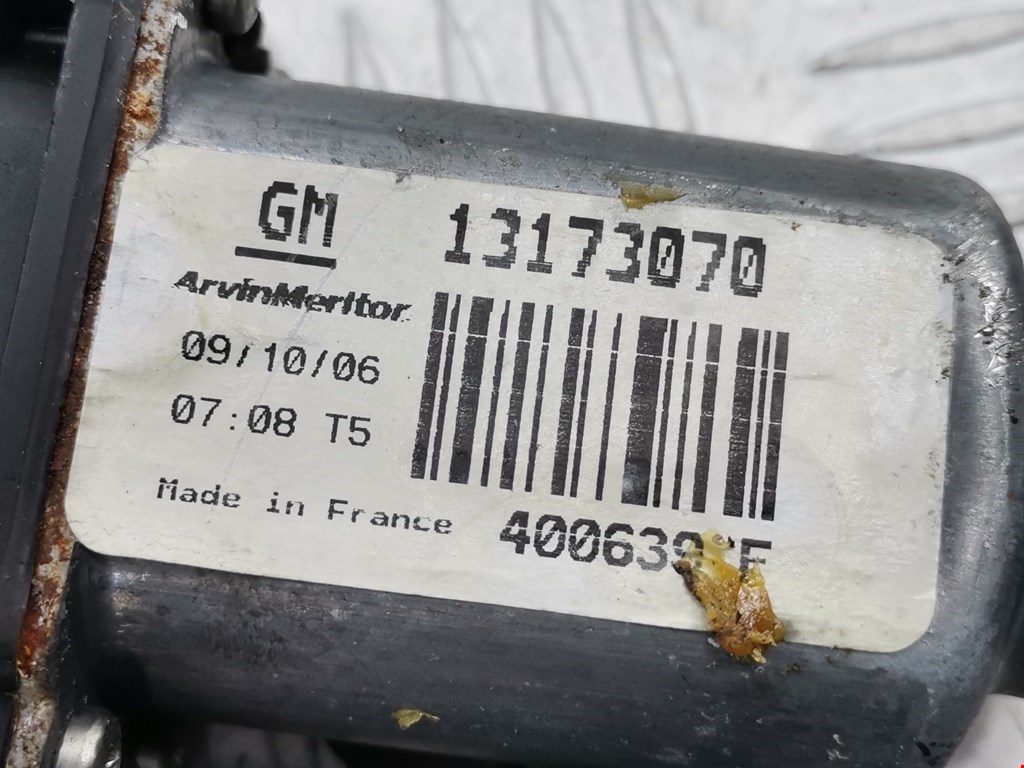 GM 13173070
ArvinMeritor
09/10/06
07:08 T5
Made in France